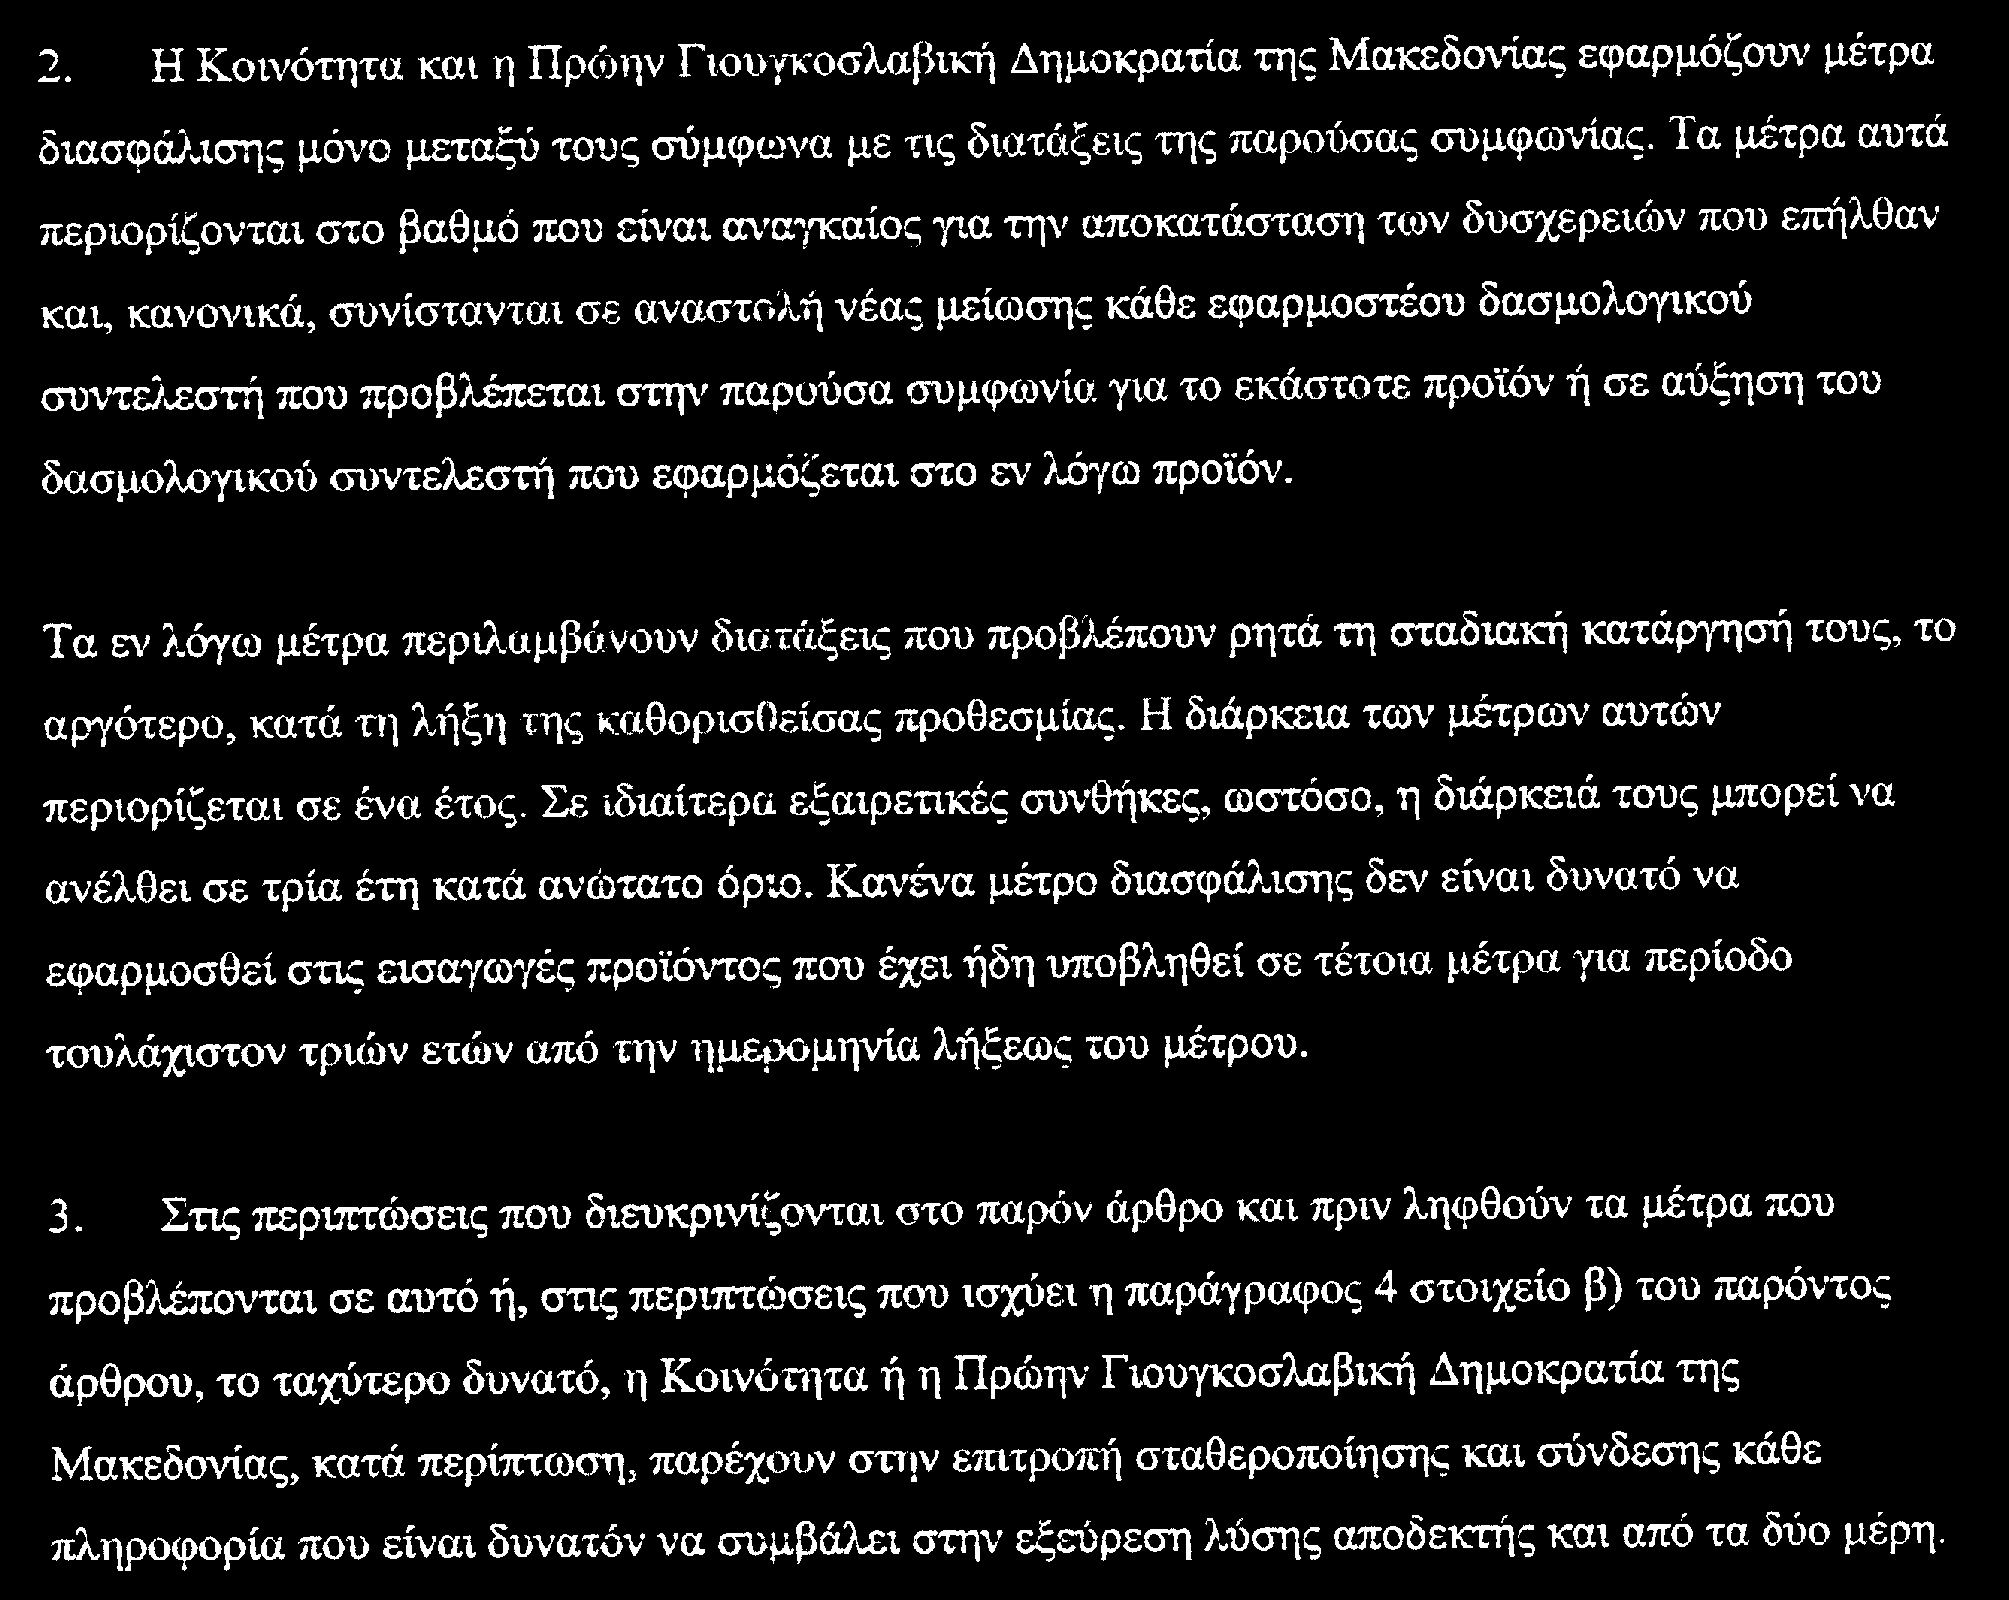 2. Η Κοινότητα και η Πρώην Γιουγκοσλαβική Δημοκρατία της Μακεδονίας εφαρμόζουν μέτρα
διασφάλισης μόνο μεταξύ τους σύμφωνα με τις διατάξεις της παρούσας συμφωνίας. Τα μέτρα αυτά
περιορίζονται στο βαθμό που είναι αναγκαίος για την αποκατάσταση των δυσχερειών που επήλθαν
και, κανονικά, συνίστανται σε αναστολή νέας μείωσης κάθε εφαρμοστέου δασμολογικού
συντελεστή που προβλέπεται στην παρούσα συμφωνία για το εκάστοτε προϊόν ή σε αύξηση του
δασμολογικού συντελεστή που εφαρμόζεται στο εν λόγω προϊόν.
Τα εν λόγω μέτρα περιλαμβάνουν διατάξεις που προβλέπουν ρητά τη σταδιακή κατάργησή τους, το
αργότερο, κατά τη λήξη της καθορισθείσας προθεσμίας. Η διάρκεια των μέτρων αυτών
περιορίζεται σε ένα έτος. Σε ιδιαίτερα εξαιρετικές συνθήκες, ωστόσο, η διάρκειά τους μπορεί να
ανέλθει σε τρία έτη κατά ανώτατο όριο. Κανένα μέτρο διασφάλισης δεν είναι δυνατό να
εφαρμοσθεί στις εισαγωγές προϊόντος που έχει ήδη υποβληθεί σε τέτοια μέτρα για περίοδο
τουλάχιστον τριών ετών από την ημερομηνία λήξεως του μέτρου.
3. Στις περιπτώσεις που διευκρινίζονται στο παρόν άρθρο και πριν ληφθούν τα μέτρα που
προβλέπονται σε αυτό ή, στις περιπτώσεις που ισχύει η παράγραφος 4 στοιχείο β) του παρόντος
άρθρου, το ταχύτερο δυνατό, η Κοινότητα ή η Πρώην Γιουγκοσλαβική Δημοκρατία της
Μακεδονίας, κατά περίπτωση, παρέχουν στην επιτροπή σταθεροποίησης και σύνδεσης κάθε
πληροφορία που είναι δυνατόν να συμβάλει στην εξεύρεση λύσης αποδεκτής και από τα δύο μέρη.